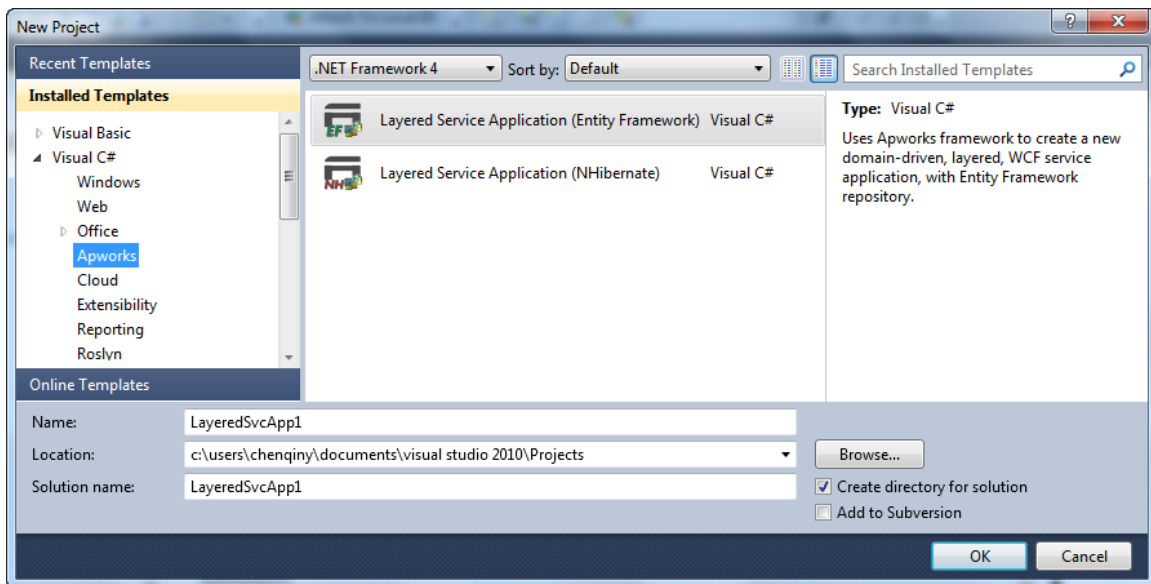 New Project
Recent Templates
Installed Templates
Visual Basic
Visual C#
Windows
Web
Office
Apworks
Cloud
Extensibility
Reporting
Roslyn
Online Templates
.NET Framework 4
Sort by: Default
Search Installed Templates
EF Layered Service Application (Entity Framework) Visual C#
NH Layered Service Application (NHibernate) Visual C#
Type: Visual C#
Uses Apworks framework to create a new
domain-driven, layered, WCF service
application, with Entity Framework
repository.
Name: LayeredSvcApp1
Location: c:\users\chenqiny\documents\visual studio 2010\Projects
Browse...
Solution name: LayeredSvcApp1
Create directory for solution
Add to Subversion
OK Cancel